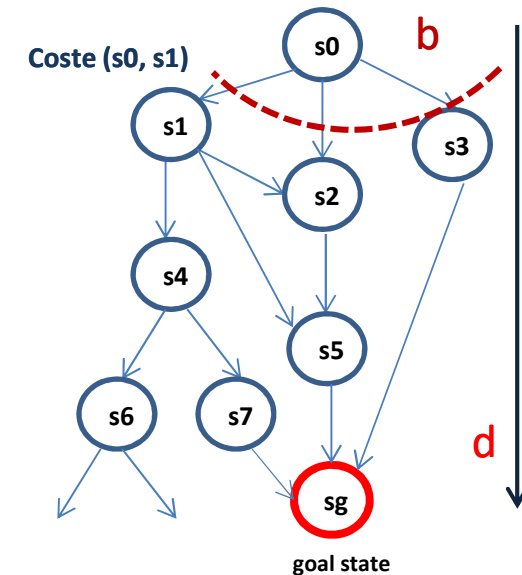 s0
b
Coste (s0, s1)
s1
s3
s2
s4
s5
s6
s7
d
sg
goal state